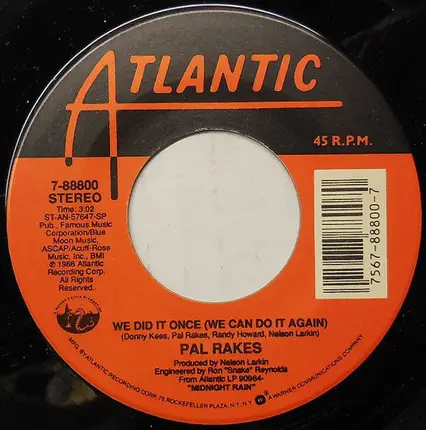 ATLANTIC
45 R.P.M.
7-88800
STEREO
Time: 3:02
ST-AN-57647-SP
Pub., Famous Music
Corporation/Blue
Moon Music,
ASCAP/Acuff-Rose
Music, Inc., BMI
℗ 1988 Atlantic
Recording Corp.
All Rights
Reserved.
7567-88800-7
WE DID IT ONCE (WE CAN DO IT AGAIN)
(Donny Kees, Pal Rakes, Randy Howard, Nelson Larkin)
PAL RAKES
Produced by Nelson Larkin
Engineered by Ron "Snake" Reynolds
From Atlantic LP 90964-
"MIDNIGHT RAIN"
MFG. BY ATLANTIC RECORDING CORP., 75 ROCKEFELLER PLAZA, N.Y., N.Y. A WARNER COMMUNICATIONS COMPANY